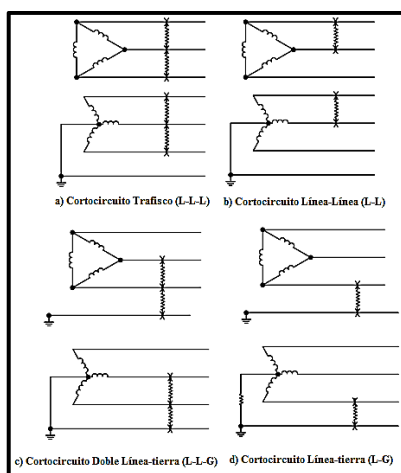 a) Cortocircuito Trafisco (L-L-L)
b) Cortocircuito Línea-Línea (L-L)
c) Cortocircuito Doble Línea-tierra (L-L-G)
d) Cortocircuito Línea-tierra (L-G)